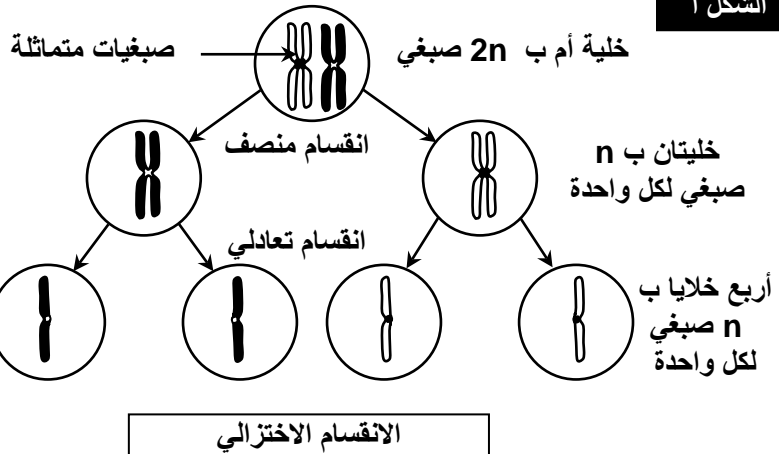 الشكل أ
خلية أم ب 2n صبغي
صبغيات متماثلة
انقسام منصف
خليتان ب n
صبغي لكل واحدة
انقسام تعادلي
أربع خلايا ب
n صبغي
لكل واحدة
الانقسام الاختزالي